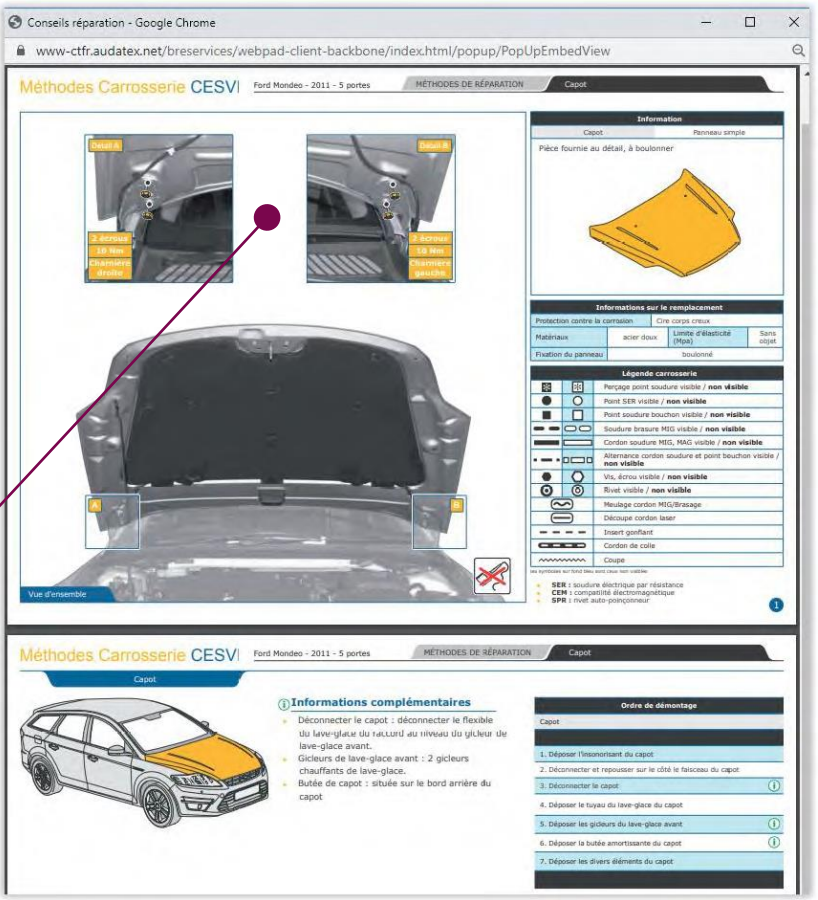 Conseils réparation - Google Chrome
www-ctfr.audatex.net/breservices/webpad-client-backbone/index.html/popup/PopUpEmbedView
Méthodes Carrosserie CESVI
Ford Mondeo - 2011 - 5 portes
MÉTHODES DE RÉPARATION
Capot
Détail A
Détail A
2 écrous
10 Nm
Charnière
droite
2 écrous
10 Nm
Charnière
gauche
A
B
Vue d'ensemble
Information
Capot
Panneau simple
Pièce fournie au détail, à boulonner
Informations sur le remplacement
Protection contre la corrosion
Cire corps creux
Matériaux
acier doux
Limite d'élasticité
(Mpa)
Sans
objet
Fixation du panneau
boulonné
Légende carrosserie
Perçage point soudure visible / non visible
Point SER visible / non visible
Point soudure bouchon visible / non visible
Soudure brasure MIG visible / non visible
Cordon soudure MIG, MAG visible / non visible
Alternance cordon soudure et point bouchon visible /
non visible
Vis, écrou visible / non visible
Rivet visible / non visible
Meulage cordon MIG/Brasage
Découpe cordon laser
Insert gonflant
Cordon de colle
Coupe
les symboles sur fond bleu sont ceux non visibles
SER : soudure électrique par résistance
CEM : compatilité électromagnétique
SPR : rivet auto-poinçonneur
1
Méthodes Carrosserie CESVI
Ford Mondeo - 2011 - 5 portes
MÉTHODES DE RÉPARATION
Capot
Capot
Informations complémentaires
Déconnecter le capot : déconnecter le flexible
du lave-glace du raccord au niveau du gicleur de
lave-glace avant.
Gicleurs de lave-glace avant : 2 gicleurs
chauffants de lave-glace.
Butée de capot : située sur le bord arrière du
capot
Ordre de démontage
Capot
1. Déposer l'insonorisant du capot
2. Déconnecter et repousser sur le côté le faisceau du capot
3. Déconnecter le capot
4. Déposer le tuyau du lave-glace du capot
5. Déposer les gicleurs du lave-glace avant
6. Déposer la butée amortissante du capot
7. Déposer les divers éléments du capot